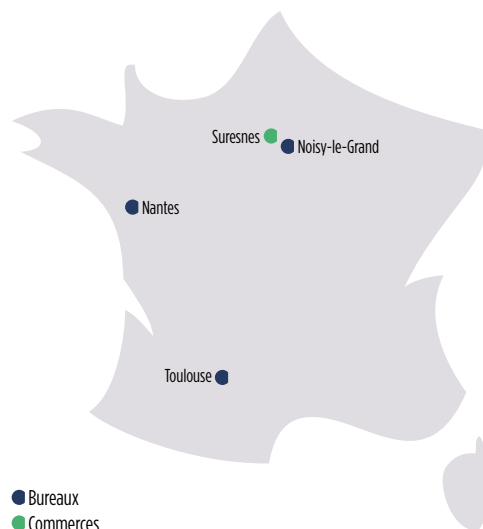 Suresnes
Noisy-le-Grand
Nantes
Toulouse
Bureaux
Commerces